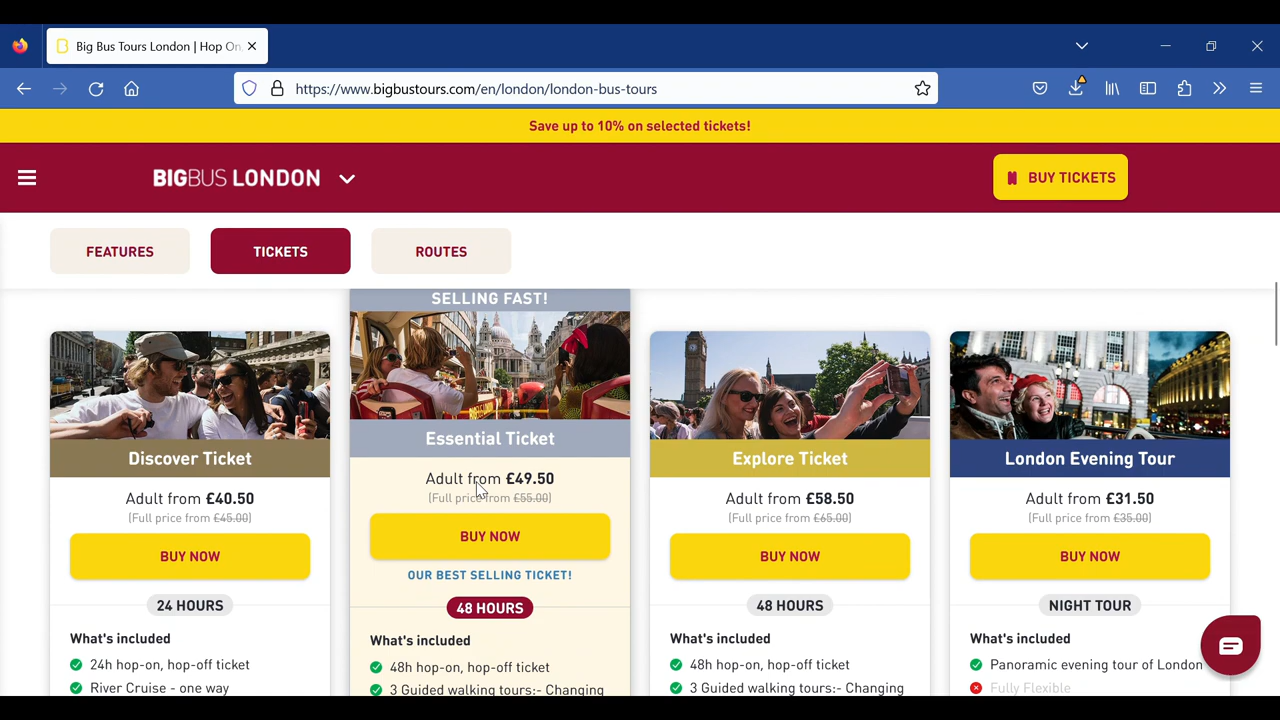 Big Bus Tours London | Hop On
https://www.bigbustours.com/en/london/london-bus-tours
Save up to 10% on selected tickets!
BIGBUS LONDON
BUY TICKETS
FEATURES
TICKETS
ROUTES
SELLING FAST!
Discover Ticket
Adult from £40.50
(Full price from £45.00)
BUY NOW
24 HOURS
What's included
24h hop-on, hop-off ticket
River Cruise - one way
Essential Ticket
Adult from £49.50
(Full price from £55.00)
BUY NOW
OUR BEST SELLING TICKET!
48 HOURS
What's included
48h hop-on, hop-off ticket
3 Guided walking tours:- Changing
Explore Ticket
Adult from £58.50
(Full price from £65.00)
BUY NOW
48 HOURS
What's included
48h hop-on, hop-off ticket
3 Guided walking tours:- Changing
London Evening Tour
Adult from £31.50
(Full price from £35.00)
BUY NOW
NIGHT TOUR
What's included
Panoramic evening tour of London
Fully Flexible